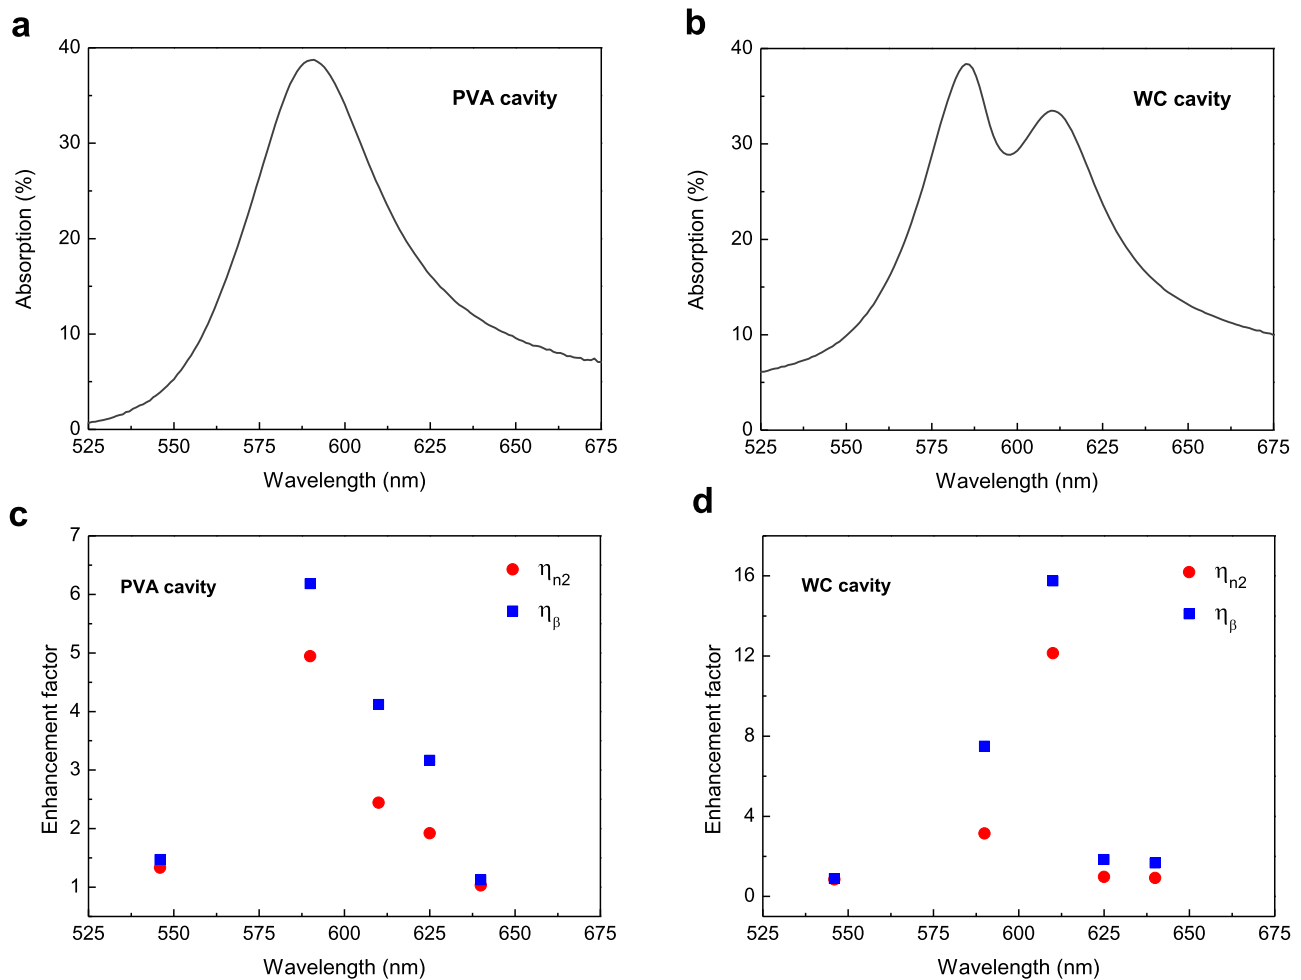 a
40
30
20
10
0
Absorption (%)
PVA cavity
525 550 575 600 625 650 675
Wavelength (nm)
b
40
30
20
10
0
Absorption (%)
WC cavity
525 550 575 600 625 650 675
Wavelength (nm)
c
7
6
5
4
3
2
1
Enhancement factor
PVA cavity
ηn2
ηβ
525 550 575 600 625 650 675
Wavelength (nm)
d
16
12
8
4
0
Enhancement factor
WC cavity
ηn2
ηβ
525 550 575 600 625 650 675
Wavelength (nm)